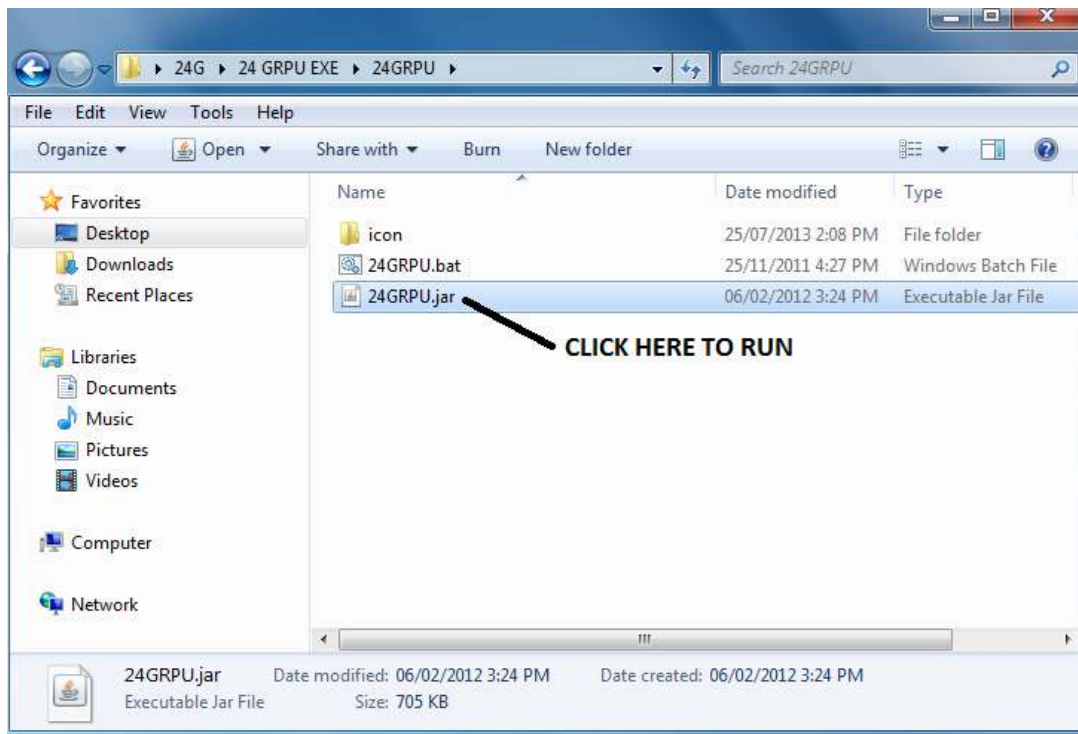 24G ▸ 24 GRPU EXE ▸ 24GRPU ▸ Search 24GRPU
File Edit View Tools Help
Organize Open Share with Burn New folder
Name Date modified Type
Favorites
Desktop icon 25/07/2013 2:08 PM File folder
Downloads 24GRPU.bat 25/11/2011 4:27 PM Windows Batch File
Recent Places 24GRPU.jar 06/02/2012 3:24 PM Executable Jar File
CLICK HERE TO RUN
Libraries
Documents
Music
Pictures
Videos
Computer
Network
24GRPU.jar Date modified: 06/02/2012 3:24 PM Date created: 06/02/2012 3:24 PM
Executable Jar File Size: 705 KB